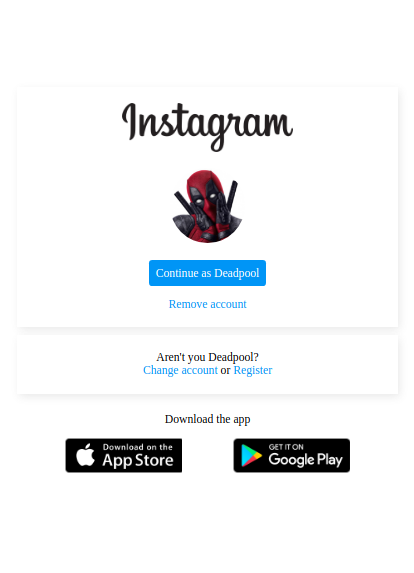 Instagram
Continue as Deadpool
Remove account
Aren't you Deadpool?
Change account or Register
Download the app
Download on the
App Store
GET IT ON
Google Play